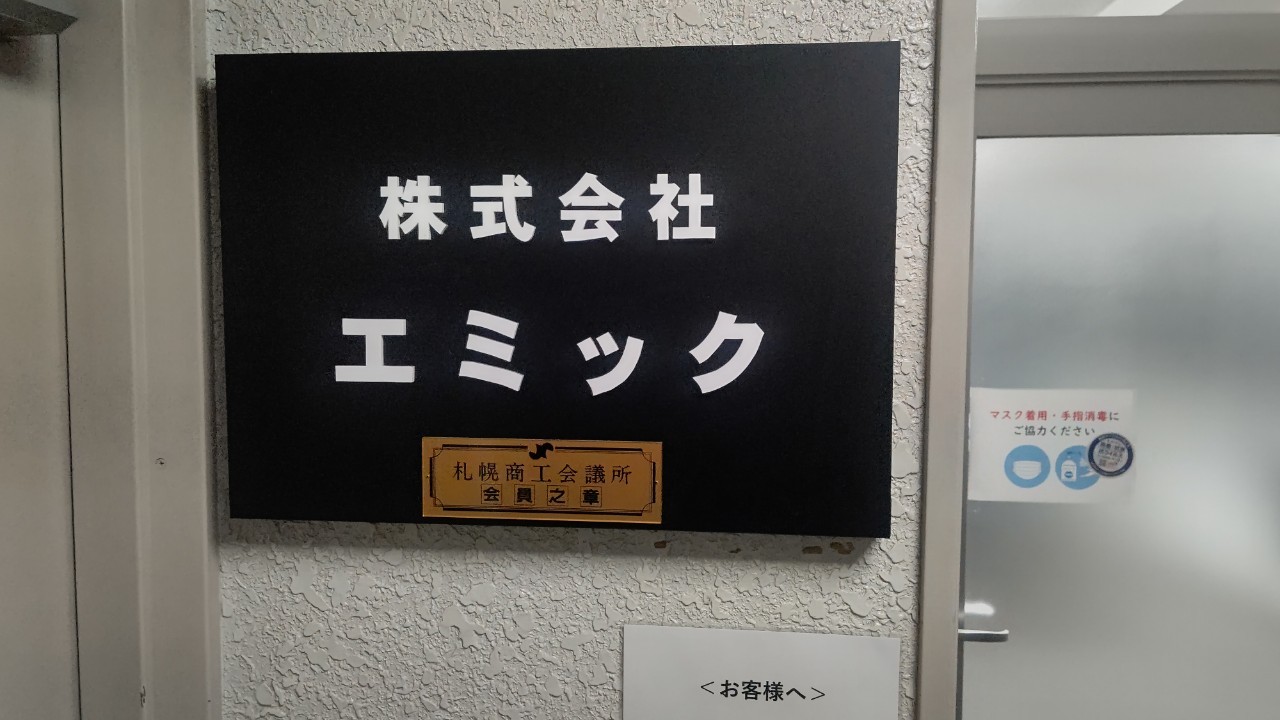 株式会社
エミック
札幌商工会議所
会員之章
マスク着用・手指消毒に
ご協力ください
＜お客様へ＞